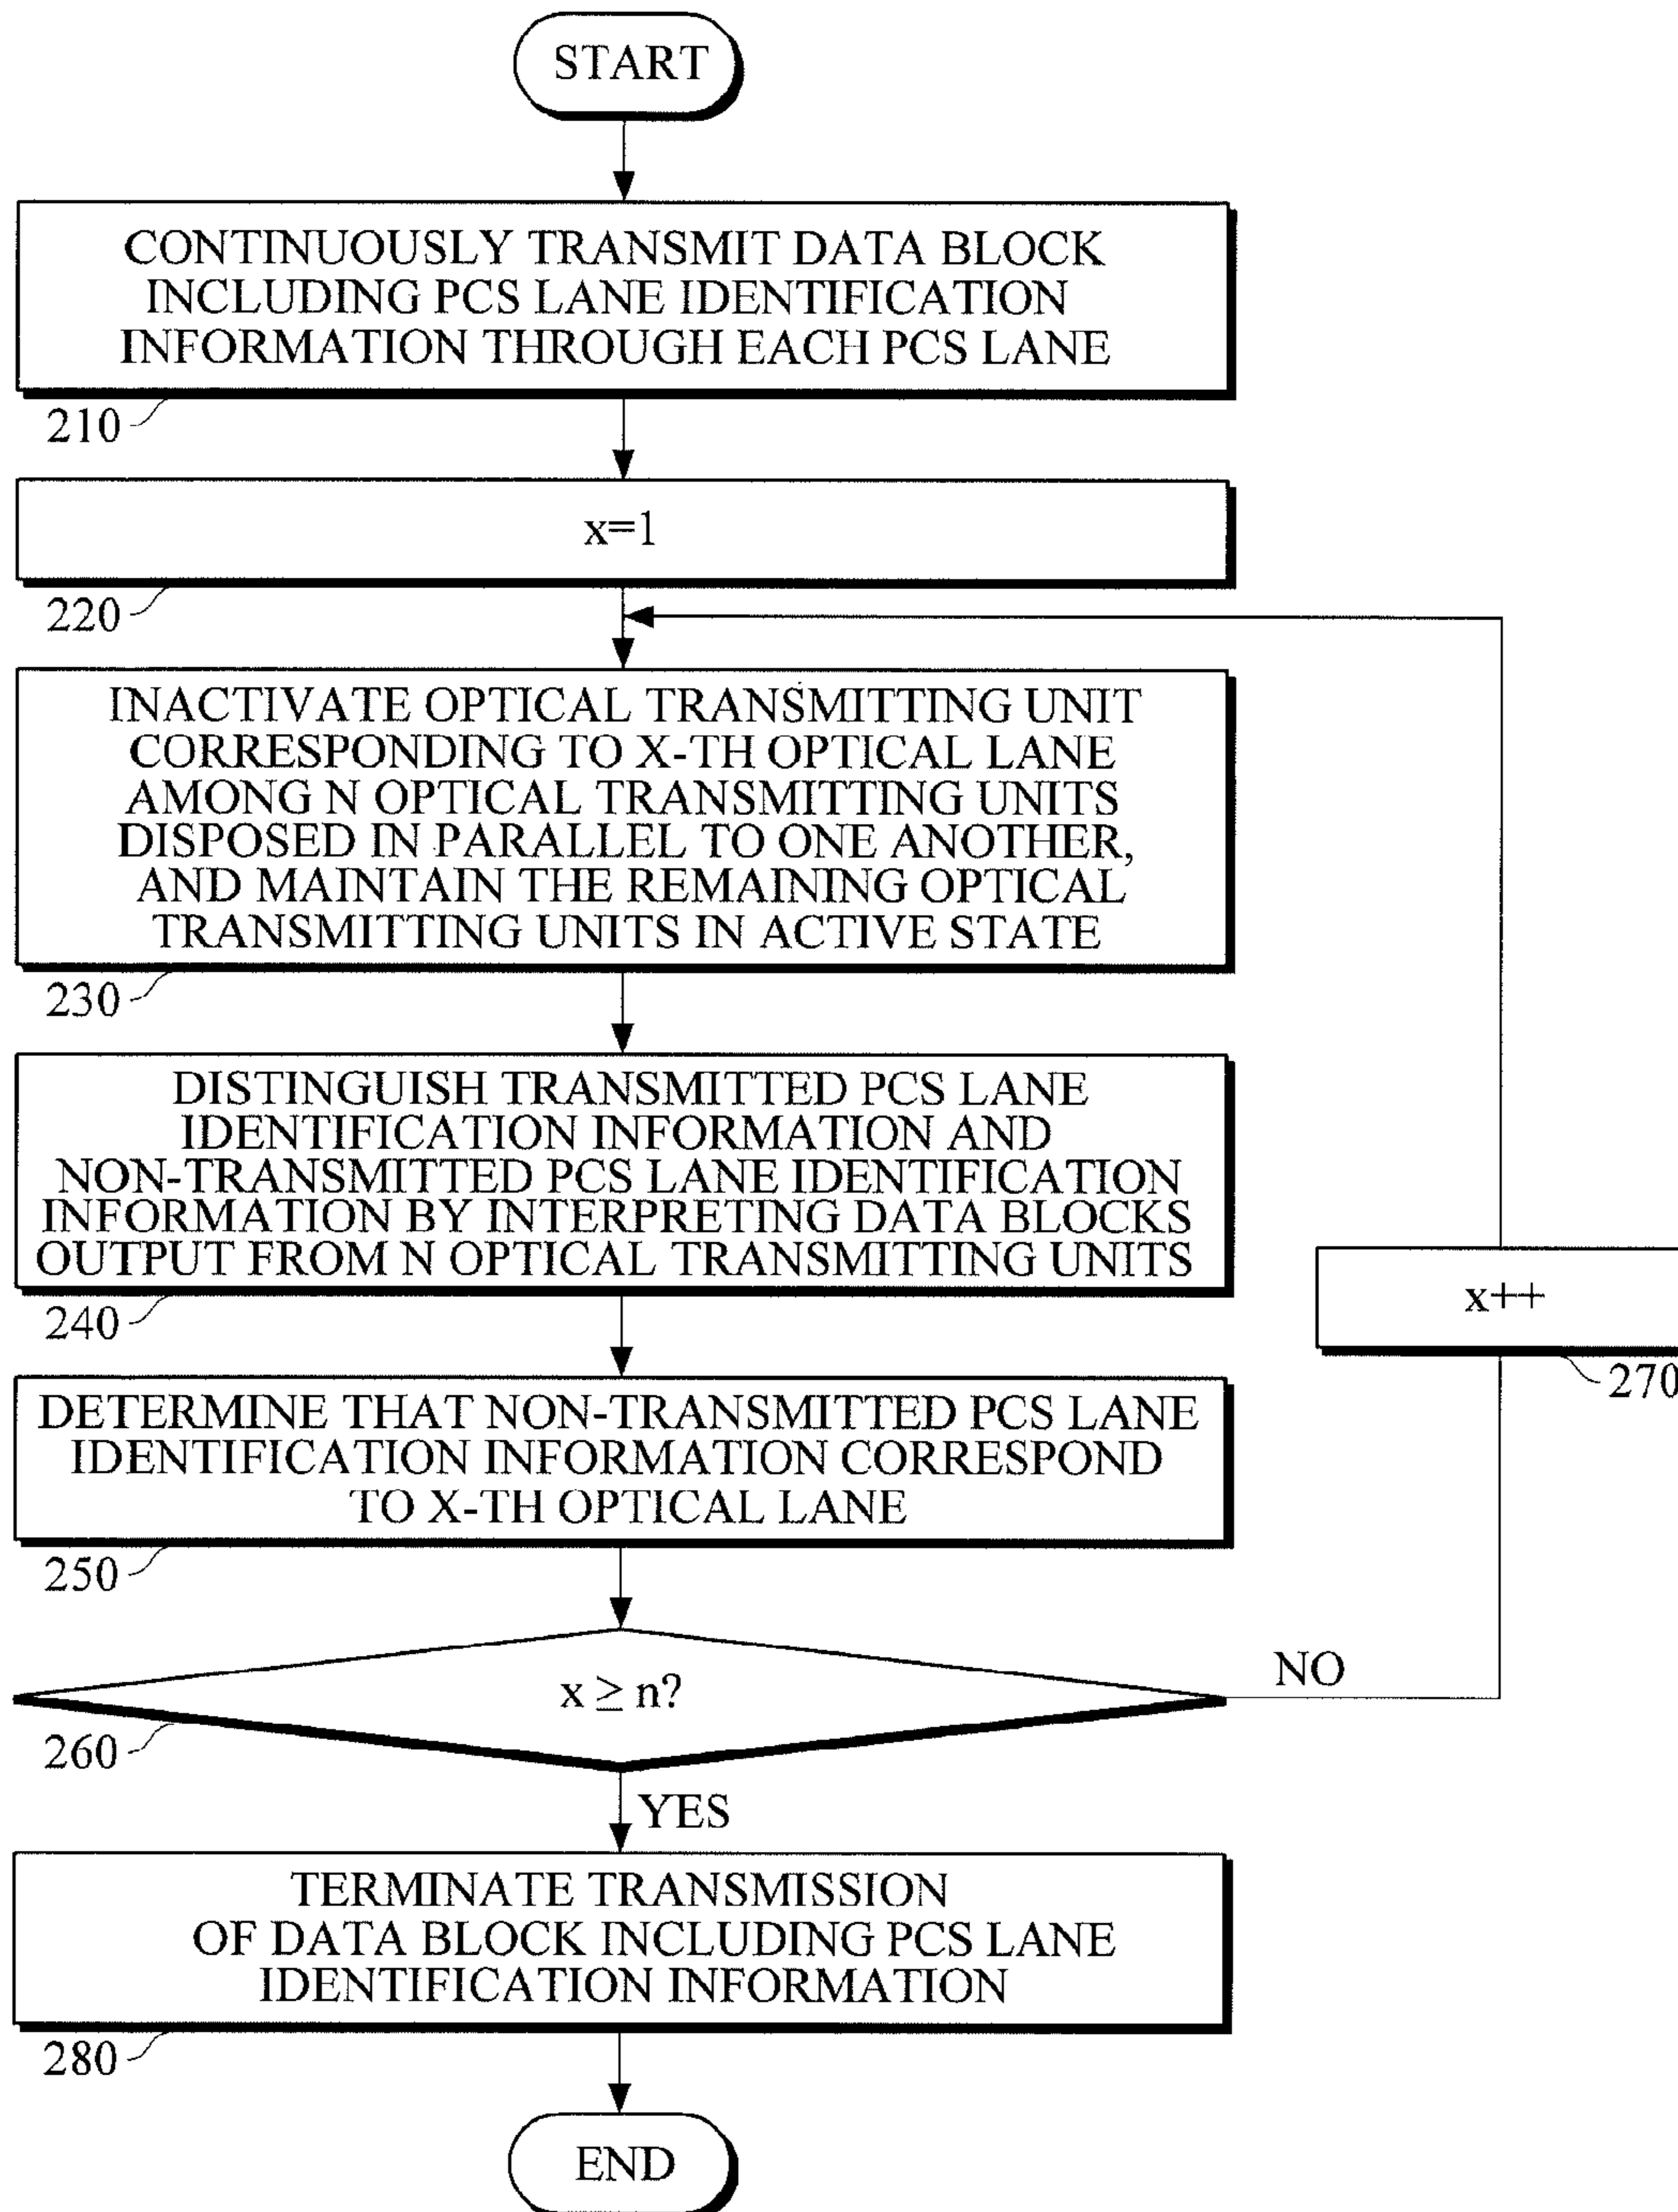 START
CONTINUOUSLY TRANSMIT DATA BLOCK
INCLUDING PCS LANE IDENTIFICATION
INFORMATION THROUGH EACH PCS LANE
210
x=1
220
INACTIVATE OPTICAL TRANSMITTING UNIT
CORRESPONDING TO X-TH OPTICAL LANE
AMONG N OPTICAL TRANSMITTING UNITS
DISPOSED IN PARALLEL TO ONE ANOTHER,
AND MAINTAIN THE REMAINING OPTICAL
TRANSMITTING UNITS IN ACTIVE STATE
230
DISTINGUISH TRANSMITTED PCS LANE
IDENTIFICATION INFORMATION AND
NON-TRANSMITTED PCS LANE IDENTIFICATION
INFORMATION BY INTERPRETING DATA BLOCKS
OUTPUT FROM N OPTICAL TRANSMITTING UNITS
240
x++
270
DETERMINE THAT NON-TRANSMITTED PCS LANE
IDENTIFICATION INFORMATION CORRESPOND
TO X-TH OPTICAL LANE
250
x ≥ n?
NO
260
YES
TERMINATE TRANSMISSION
OF DATA BLOCK INCLUDING PCS LANE
IDENTIFICATION INFORMATION
280
END